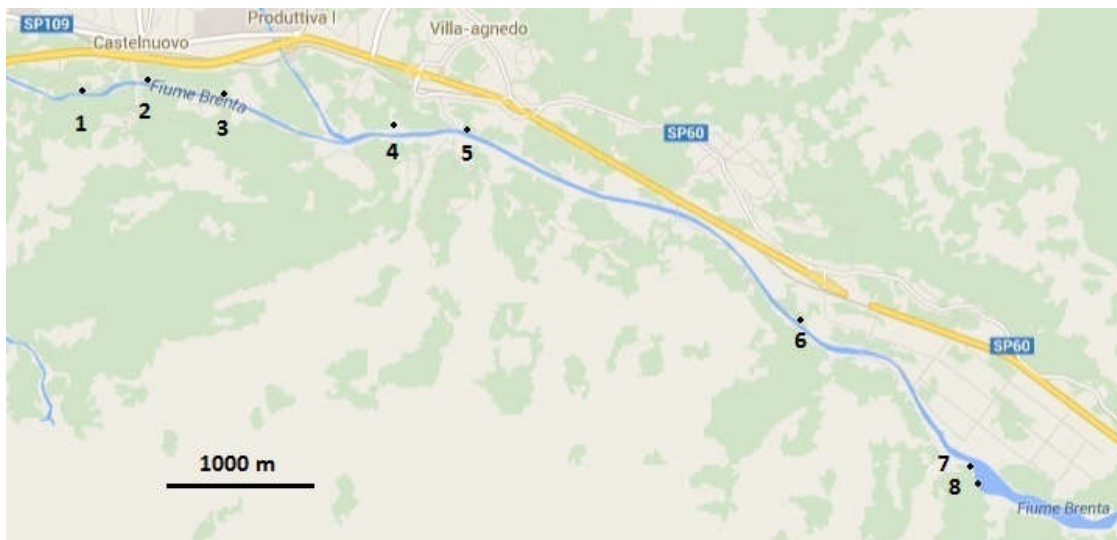 SP109
Produttiva I
Villa-agnedo
Castelnuovo
Fiume Brenta
1
2
3
4
5
SP60
6
SP60
1000 m
7
8
Fiume Brenta